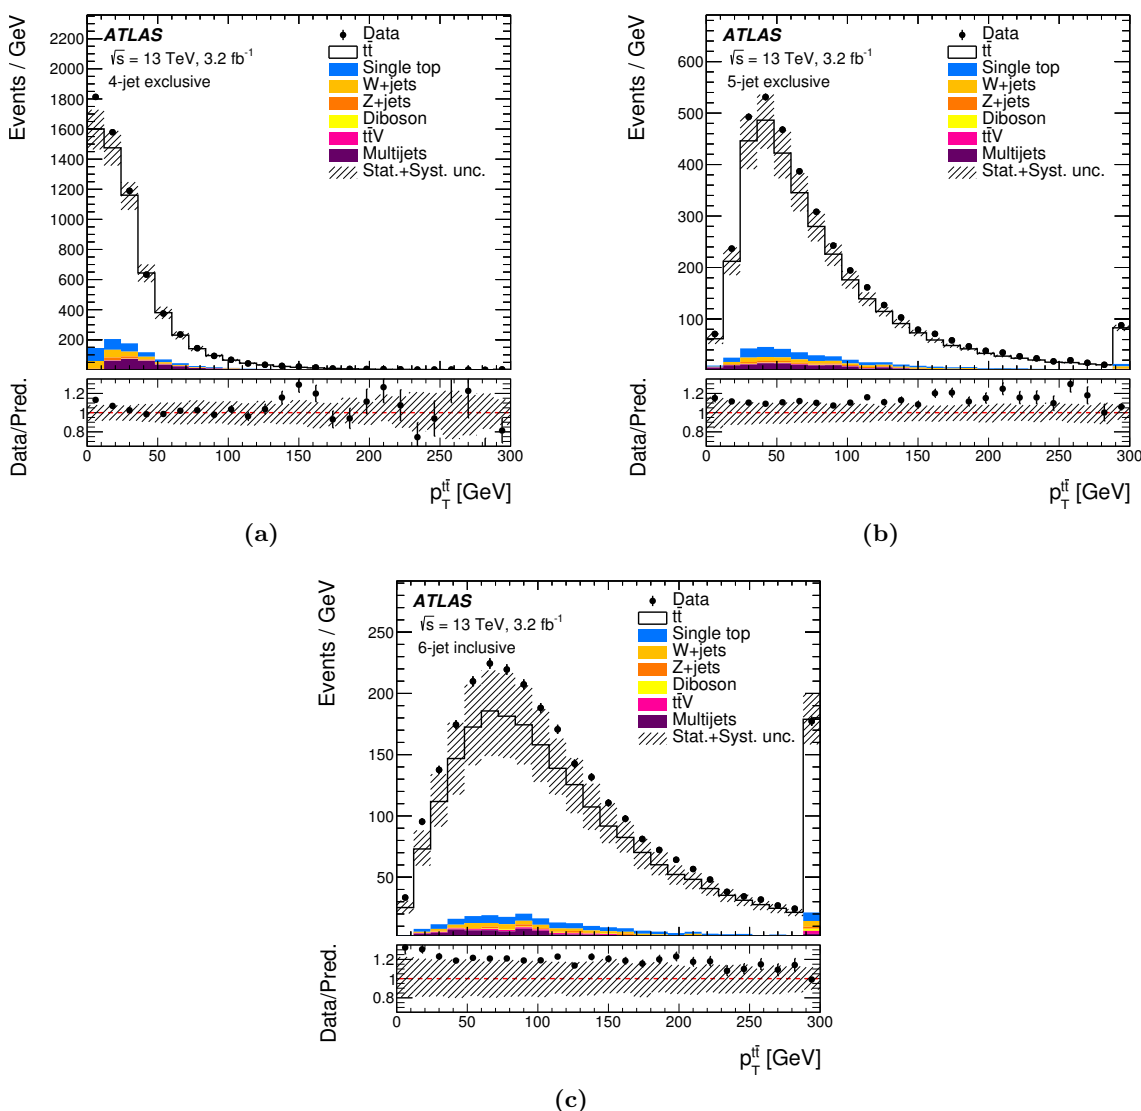 Events / GeV
2200
2000
1800
1600
1400
1200
1000
800
600
400
200
ATLAS
√s = 13 TeV, 3.2 fb⁻¹
4-jet exclusive
Data
tt̄
Single top
W+jets
Z+jets
Diboson
tt̄V
Multijets
Stat.+Syst. unc.
Data/Pred.
1.2
1
0.8
0 50 100 150 200 250 300
p_T^{tt̄} [GeV]
(a)
Events / GeV
600
500
400
300
200
100
ATLAS
√s = 13 TeV, 3.2 fb⁻¹
5-jet exclusive
Data
tt̄
Single top
W+jets
Z+jets
Diboson
tt̄V
Multijets
Stat.+Syst. unc.
Data/Pred.
1.2
1
0.8
0 50 100 150 200 250 300
p_T^{tt̄} [GeV]
(b)
Events / GeV
250
200
150
100
50
ATLAS
√s = 13 TeV, 3.2 fb⁻¹
6-jet inclusive
Data
tt̄
Single top
W+jets
Z+jets
Diboson
tt̄V
Multijets
Stat.+Syst. unc.
Data/Pred.
1.2
1
0.8
0 50 100 150 200 250 300
p_T^{tt̄} [GeV]
(c)